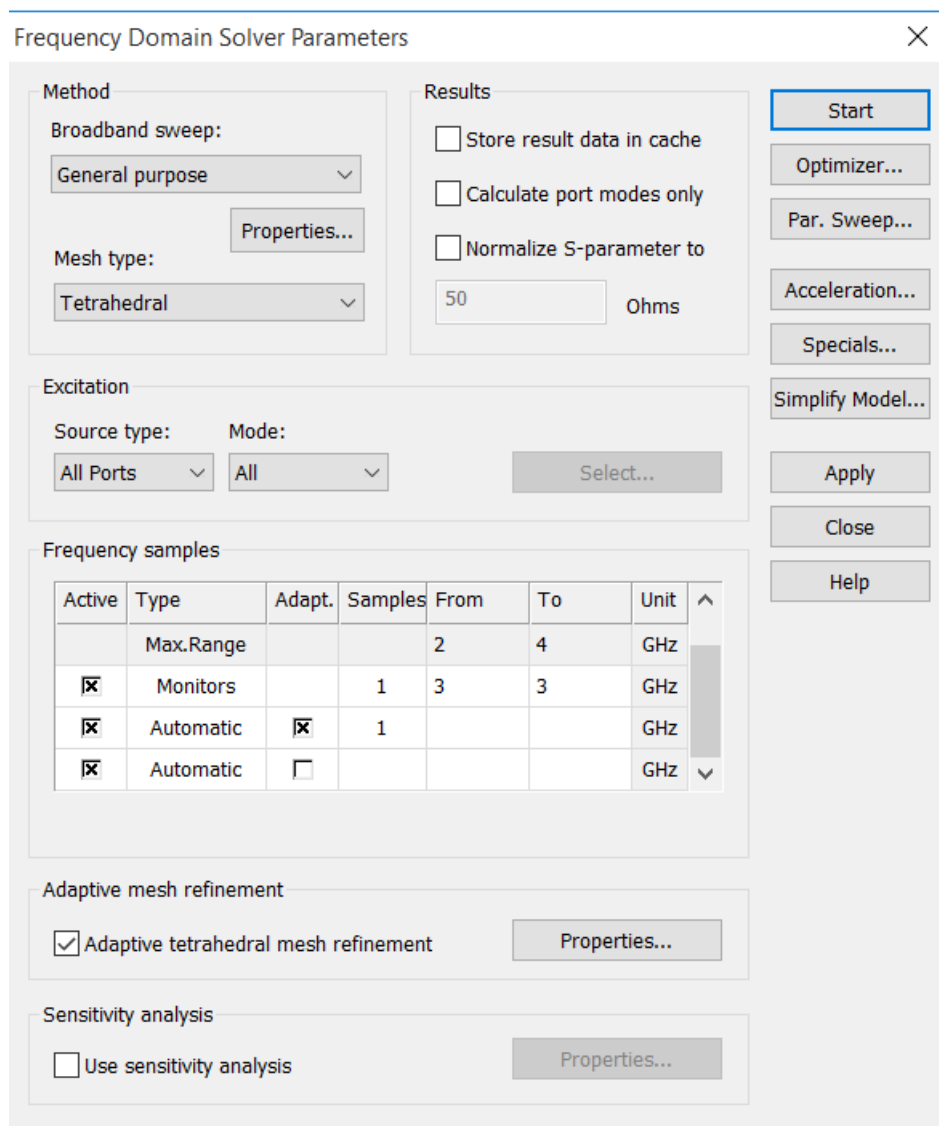 Frequency Domain Solver Parameters
Method
Broadband sweep:
General purpose
Properties...
Mesh type:
Tetrahedral
Results
Store result data in cache
Calculate port modes only
Normalize S-parameter to
50 Ohms
Start
Optimizer...
Par. Sweep...
Acceleration...
Specials...
Simplify Model...
Apply
Close
Help
Excitation
Source type: Mode:
All Ports All Select...
Frequency samples
Active Type Adapt. Samples From To Unit
Max.Range 2 4 GHz
Monitors 1 3 3 GHz
Automatic 1 GHz
Automatic GHz
Adaptive mesh refinement
Adaptive tetrahedral mesh refinement Properties...
Sensitivity analysis
Use sensitivity analysis Properties...